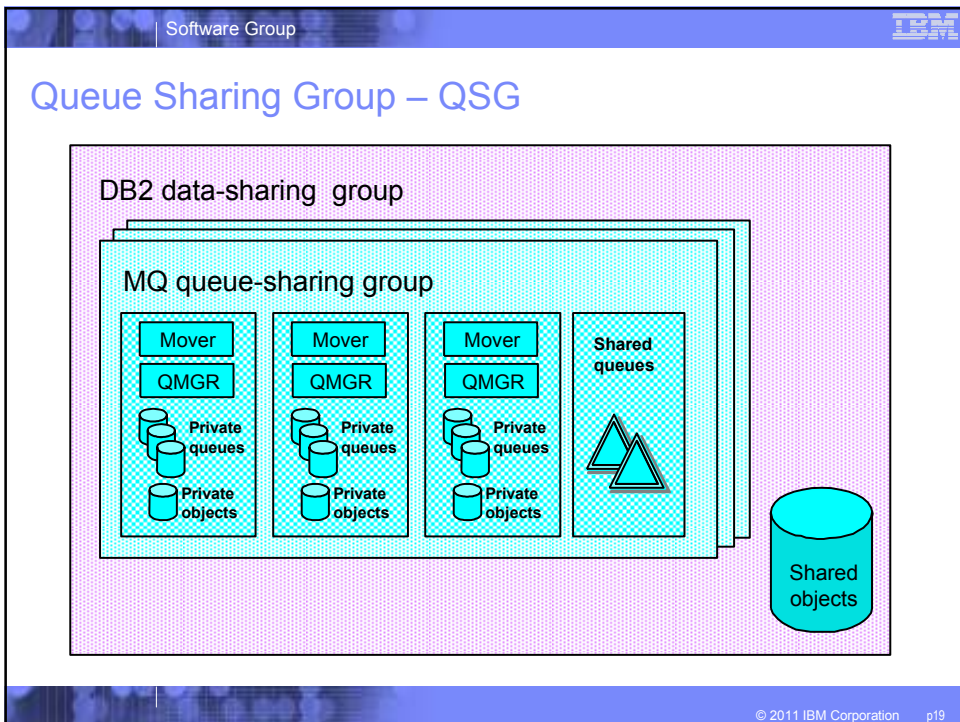 Software Group
IBM
Queue Sharing Group – QSG
DB2 data-sharing group
MQ queue-sharing group
Mover
QMGR
Private
queues
Private
objects
Mover
QMGR
Private
queues
Private
objects
Mover
QMGR
Private
queues
Private
objects
Shared
queues
Shared
objects
© 2011 IBM Corporation p19